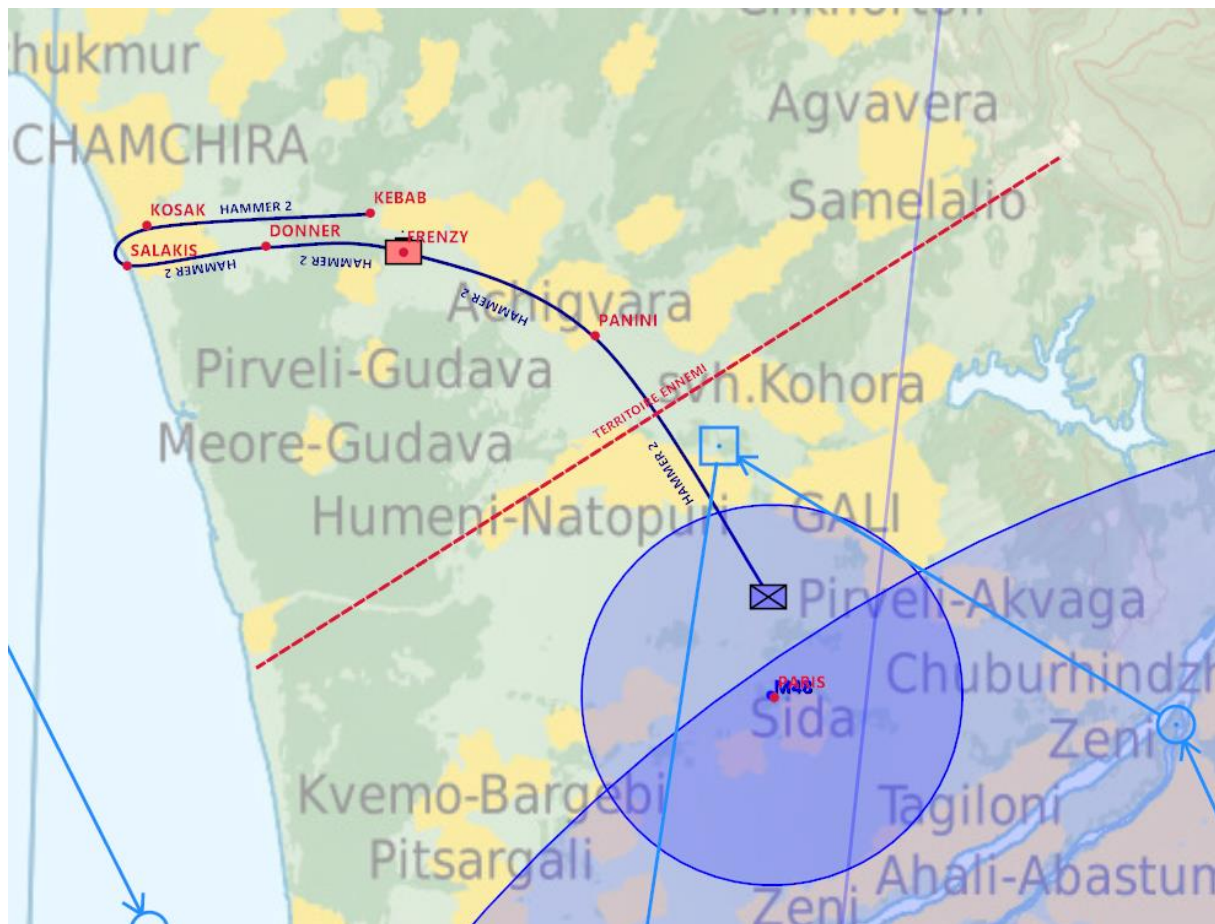 hukmur
CHAMCHIRA
Agvavera
Samelalio
KOSAK
HAMMER 2
KEBAB
SALAKIS
DONNER
FRENZY
HAMMER 2
HAMMER 2
HAMMER 2
Achigvara
PANINI
Pirveli-Gudava
svh.Kohora
TERRITOIRE ENNEMI
Meore-Gudava
HAMMER 2
Humeni-Natopuri
GALI
Pirveli-Akvaga
Chuburhindzh
PARIS
M48
Sida
Zeni
Kvemo-Bargebi
Tagiloni
Pitsargali
Ahali-Abastum
Zeni